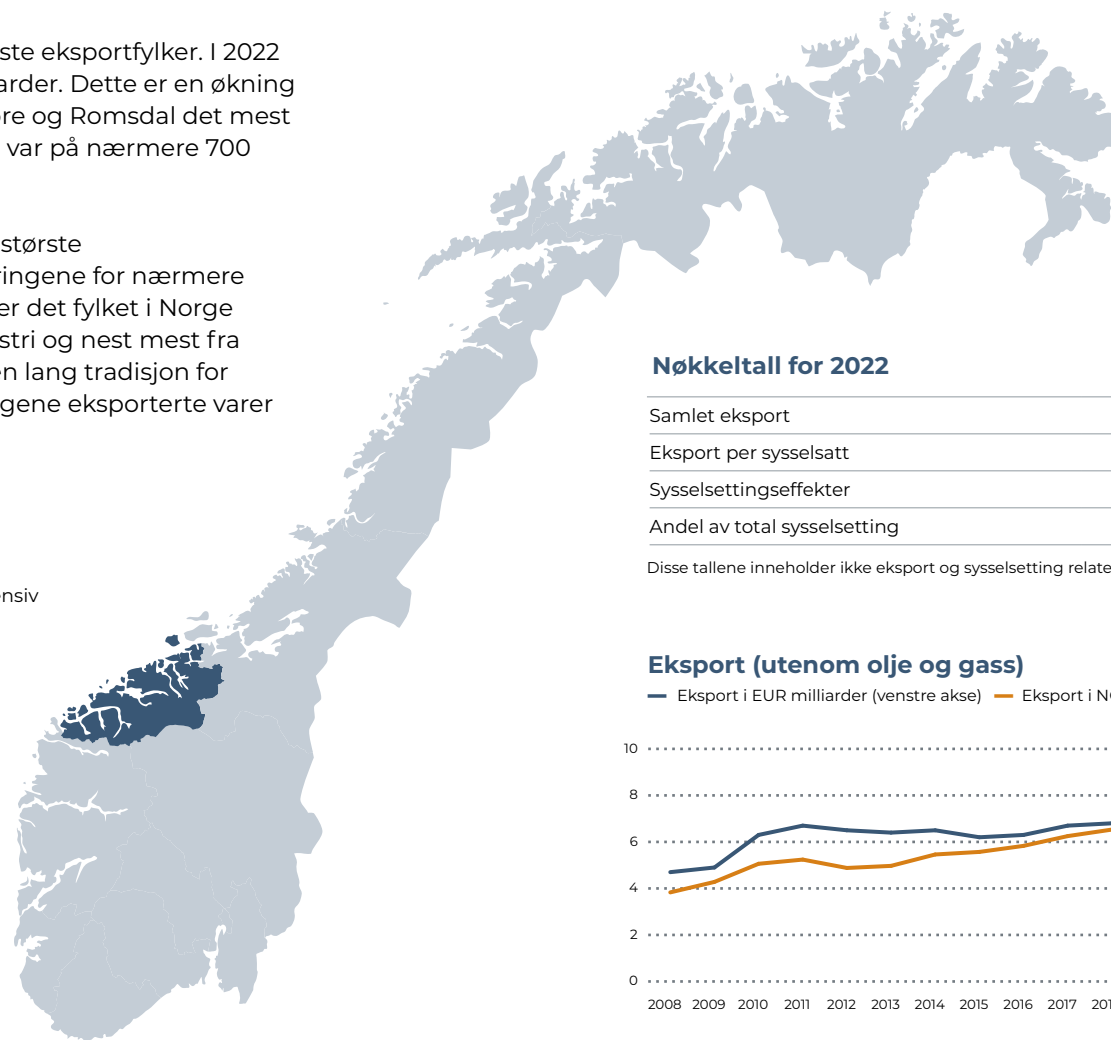 ste eksportfylker. I 2022
arder. Dette er en økning
re og Romsdal det mest
var på nærmere 700
største
ringene for nærmere
er det fylket i Norge
stri og nest mest fra
en lang tradisjon for
gene eksporterte varer
ensiv
Nøkkeltall for 2022
Samlet eksport
Eksport per sysselsatt
Sysselsettingseffekter
Andel av total sysselsetting
Disse tallene inneholder ikke eksport og sysselsetting relate
Eksport (utenom olje og gass)
Eksport i EUR milliarder (venstre akse) Eksport i N
10
8
6
4
2
0
2008 2009 2010 2011 2012 2013 2014 2015 2016 2017 201